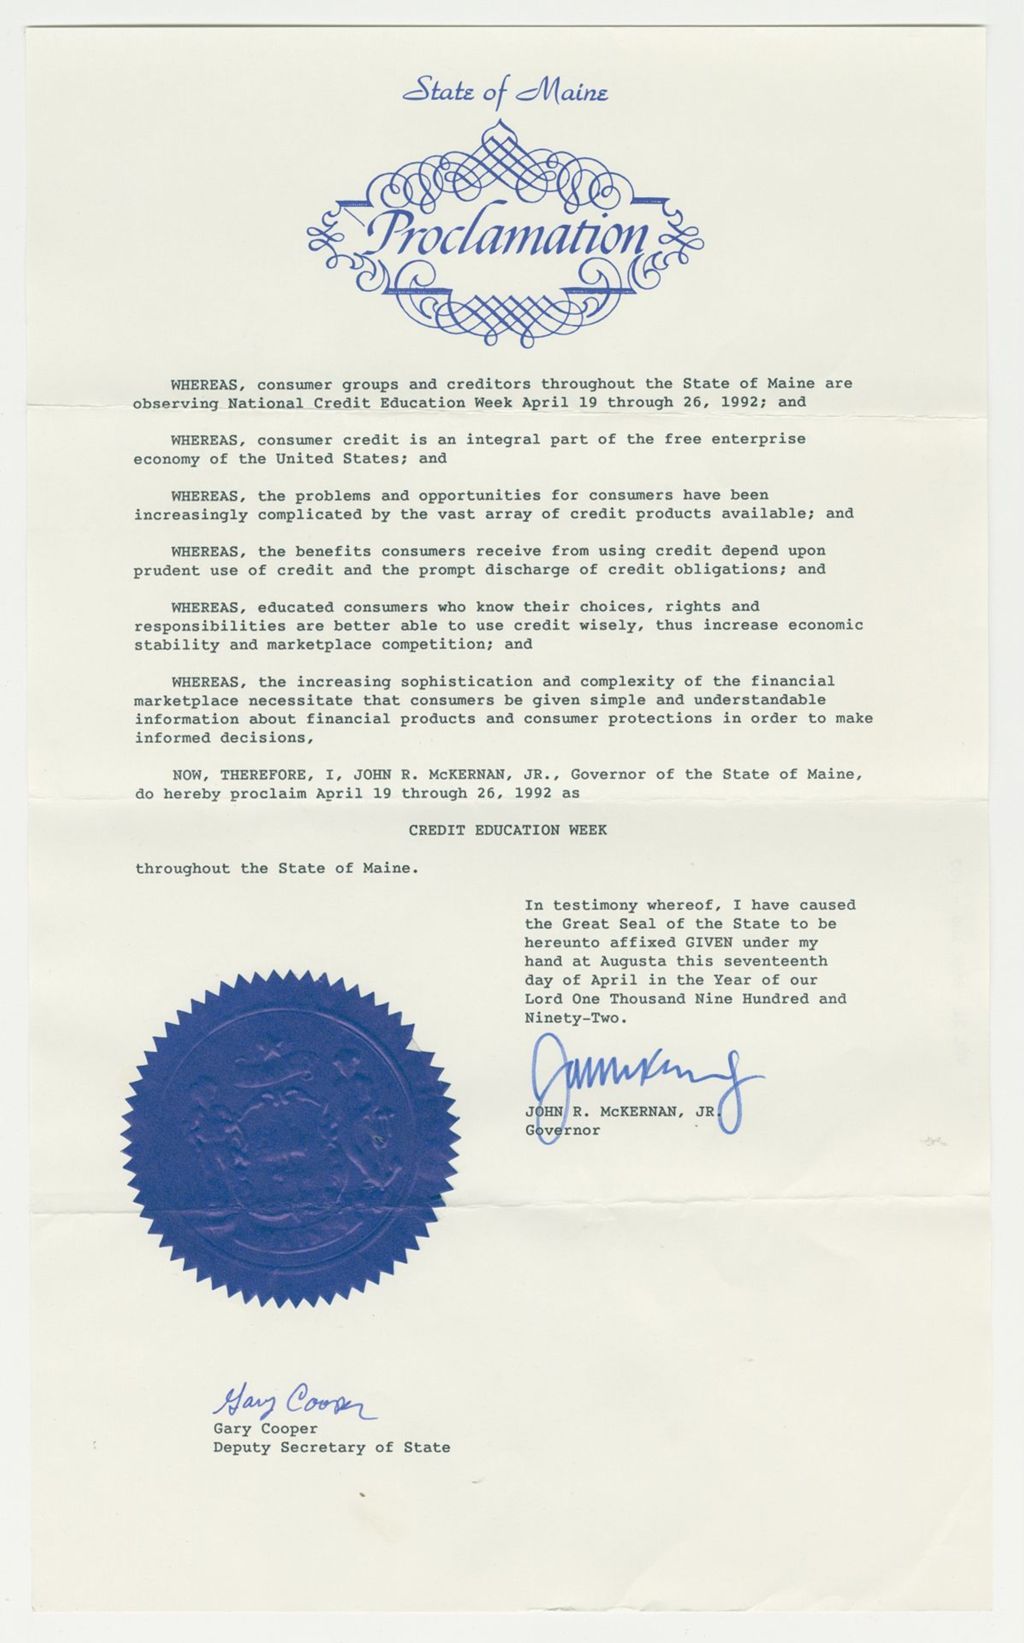 State of Maine
Proclamation
WHEREAS, consumer groups and creditors throughout the State of Maine are
observing National Credit Education Week April 19 through 26, 1992; and
WHEREAS, consumer credit is an integral part of the free enterprise
economy of the United States; and
WHEREAS, the problems and opportunities for consumers have been
increasingly complicated by the vast array of credit products available; and
WHEREAS, the benefits consumers receive from using credit depend upon
prudent use of credit and the prompt discharge of credit obligations; and
WHEREAS, educated consumers who know their choices, rights and
responsibilities are better able to use credit wisely, thus increase economic
stability and marketplace competition; and
WHEREAS, the increasing sophistication and complexity of the financial
marketplace necessitate that consumers be given simple and understandable
information about financial products and consumer protections in order to make
informed decisions,
NOW, THEREFORE, I, JOHN R. McKERNAN, JR., Governor of the State of Maine,
do hereby proclaim April 19 through 26, 1992 as
CREDIT EDUCATION WEEK
throughout the State of Maine.
In testimony whereof, I have caused
the Great Seal of the State to be
hereunto affixed GIVEN under my
hand at Augusta this seventeenth
day of April in the Year of our
Lord One Thousand Nine Hundred and
Ninety-Two.
JOHN R. McKERNAN, JR.
Governor
Gary Cooper
Gary Cooper
Deputy Secretary of State